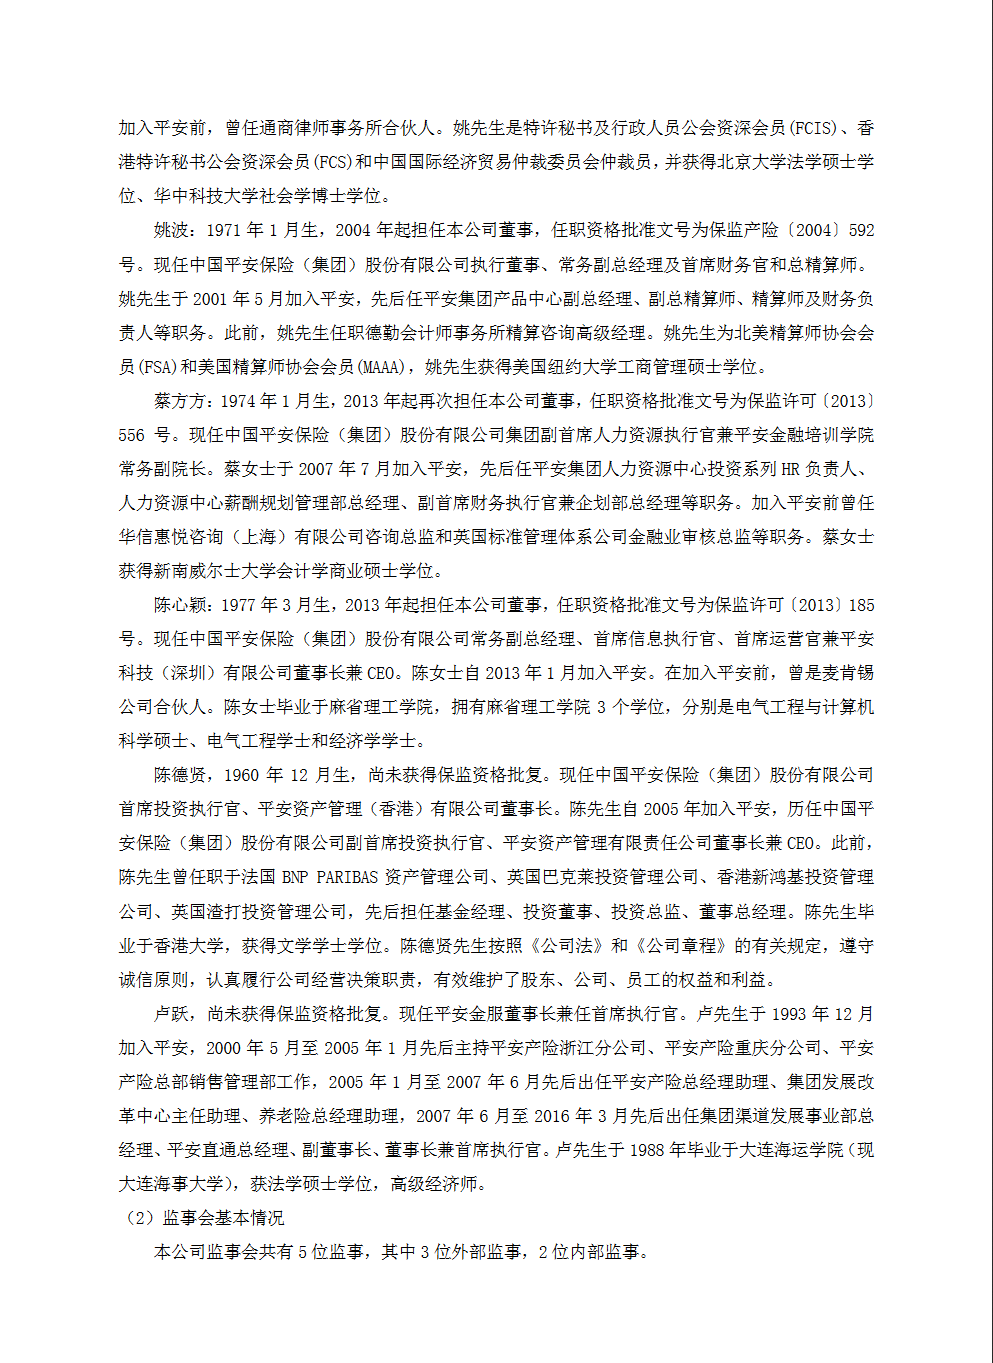 加入平安前，曾任通商律师事务所合伙人。姚先生是特许秘书及行政人员公会资深会员(FCIS)、香
港特许秘书公会资深会员(FCS)和中国国际经济贸易仲裁委员会仲裁员，并获得北京大学法学硕士学
位、华中科技大学社会学博士学位。
姚波：1971 年 1 月生，2004 年起担任本公司董事，任职资格批准文号为保监产险〔2004〕592
号。现任中国平安保险（集团）股份有限公司执行董事、常务副总经理及首席财务官和总精算师。
姚先生于 2001 年 5 月加入平安，先后任平安集团产品中心副总经理、副总精算师、精算师及财务负
责人等职务。此前，姚先生任职德勤会计师事务所精算咨询高级经理。姚先生为北美精算师协会会
员(FSA)和美国精算师协会会员(MAAA)，姚先生获得美国纽约大学工商管理硕士学位。
蔡方方：1974 年 1 月生，2013 年起再次担任本公司董事，任职资格批准文号为保监许可〔2013〕
556 号。现任中国平安保险（集团）股份有限公司集团副首席人力资源执行官兼平安金融培训学院
常务副院长。蔡女士于 2007 年 7 月加入平安，先后任平安集团人力资源中心投资系列 HR 负责人、
人力资源中心薪酬规划管理部总经理、副首席财务执行官兼企划部总经理等职务。加入平安前曾任
华信惠悦咨询（上海）有限公司咨询总监和英国标准管理体系公司金融业审核总监等职务。蔡女士
获得新南威尔士大学会计学商业硕士学位。
陈心颖：1977 年 3 月生，2013 年起担任本公司董事，任职资格批准文号为保监许可〔2013〕185
号。现任中国平安保险（集团）股份有限公司常务副总经理、首席信息执行官、首席运营官兼平安
科技（深圳）有限公司董事长兼 CEO。陈女士自 2013 年 1 月加入平安。在加入平安前，曾是麦肯锡
公司合伙人。陈女士毕业于麻省理工学院，拥有麻省理工学院 3 个学位，分别是电气工程与计算机
科学硕士、电气工程学士和经济学学士。
陈德贤，1960 年 12 月生，尚未获得保监资格批复。现任中国平安保险（集团）股份有限公司
首席投资执行官、平安资产管理（香港）有限公司董事长。陈先生自 2005 年加入平安，历任中国平
安保险（集团）股份有限公司副首席投资执行官、平安资产管理有限责任公司董事长兼 CEO。此前，
陈先生曾任职于法国 BNP PARIBAS 资产管理公司、英国巴克莱投资管理公司、香港新鸿基投资管理
公司、英国渣打投资管理公司，先后担任基金经理、投资董事、投资总监、董事总经理。陈先生毕
业于香港大学，获得文学学士学位。陈德贤先生按照《公司法》和《公司章程》的有关规定，遵守
诚信原则，认真履行公司经营决策职责，有效维护了股东、公司、员工的权益和利益。
卢跃，尚未获得保监资格批复。现任平安金服董事长兼任首席执行官。卢先生于 1993 年 12 月
加入平安，2000 年 5 月至 2005 年 1 月先后主持平安产险浙江分公司、平安产险重庆分公司、平安
产险总部销售管理部工作，2005 年 1 月至 2007 年 6 月先后出任平安产险总经理助理、集团发展改
革中心主任助理、养老险总经理助理，2007 年 6 月至 2016 年 3 月先后出任集团渠道发展事业部总
经理、平安直通总经理、副董事长、董事长兼首席执行官。卢先生于 1988 年毕业于大连海运学院（现
大连海事大学），获法学硕士学位，高级经济师。
（2）监事会基本情况
本公司监事会共有 5 位监事，其中 3 位外部监事，2 位内部监事。